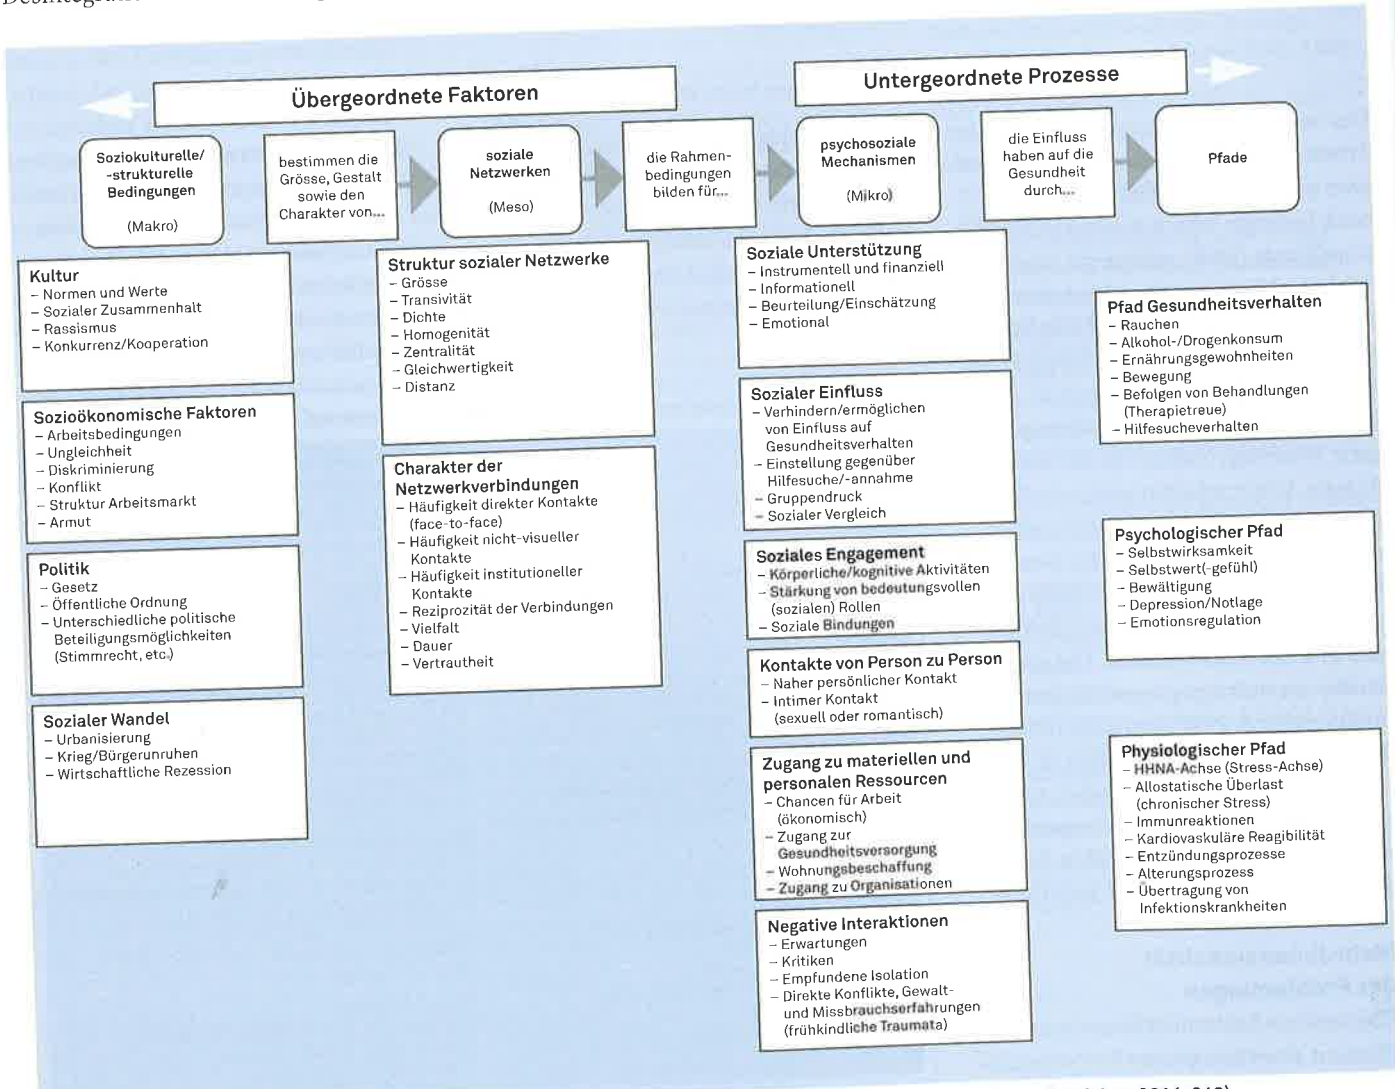 Übergeordnete Faktoren
Untergeordnete Prozesse
Soziokulturelle/
-strukturelle
Bedingungen
(Makro)
bestimmen die
Grösse, Gestalt
sowie den
Charakter von...
soziale
Netzwerken
(Meso)
die Rahmen-
bedingungen
bilden für...
psychosoziale
Mechanismen
(Mikro)
die Einfluss
haben auf die
Gesundheit
durch...
Pfade
Kultur
– Normen und Werte
– Sozialer Zusammenhalt
– Rassismus
– Konkurrenz/Kooperation
Sozioökonomische Faktoren
– Arbeitsbedingungen
– Ungleichheit
– Diskriminierung
– Konflikt
– Struktur Arbeitsmarkt
– Armut
Politik
– Gesetz
– Öffentliche Ordnung
– Unterschiedliche politische
Beteiligungsmöglichkeiten
(Stimmrecht, etc.)
Sozialer Wandel
– Urbanisierung
– Krieg/Bürgerunruhen
– Wirtschaftliche Rezession
Struktur sozialer Netzwerke
– Grösse
– Transivität
– Dichte
– Homogenität
– Zentralität
– Gleichwertigkeit
– Distanz
Charakter der
Netzwerkverbindungen
– Häufigkeit direkter Kontakte
(face-to-face)
– Häufigkeit nicht-visueller
Kontakte
– Häufigkeit institutioneller
Kontakte
– Reziprozität der Verbindungen
– Vielfalt
– Dauer
– Vertrautheit
Soziale Unterstützung
– Instrumentell und finanziell
– Informationell
– Beurteilung/Einschätzung
– Emotional
Sozialer Einfluss
– Verhindern/ermöglichen
von Einfluss auf
Gesundheitsverhalten
– Einstellung gegenüber
Hilfesuche/-annahme
– Gruppendruck
– Sozialer Vergleich
Soziales Engagement
– Körperliche/kognitive Aktivitäten
– Stärkung von bedeutungsvollen
(sozialen) Rollen
– Soziale Bindungen
Kontakte von Person zu Person
– Naher persönlicher Kontakt
– Intimer Kontakt
(sexuell oder romantisch)
Zugang zu materiellen und
personalen Ressourcen
– Chancen für Arbeit
(ökonomisch)
– Zugang zur
Gesundheitsversorgung
– Wohnungsbeschaffung
– Zugang zu Organisationen
Negative Interaktionen
– Erwartungen
– Kritiken
– Empfundene Isolation
– Direkte Konflikte, Gewalt-
und Missbrauchserfahrungen
(frühkindliche Traumata)
Pfad Gesundheitsverhalten
– Rauchen
– Alkohol-/Drogenkonsum
– Ernährungsgewohnheiten
– Bewegung
– Befolgen von Behandlungen
(Therapietreue)
– Hilfesucheverhalten
Psychologischer Pfad
– Selbstwirksamkeit
– Selbstwert(-gefühl)
– Bewältigung
– Depression/Notlage
– Emotionsregulation
Physiologischer Pfad
– HHNA-Achse (Stress-Achse)
– Allostatische Überlast
(chronischer Stress)
– Immunreaktionen
– Kardiovaskuläre Reagibilität
– Entzündungsprozesse
– Alterungsprozess
– Übertragung von
Infektionskrankheiten